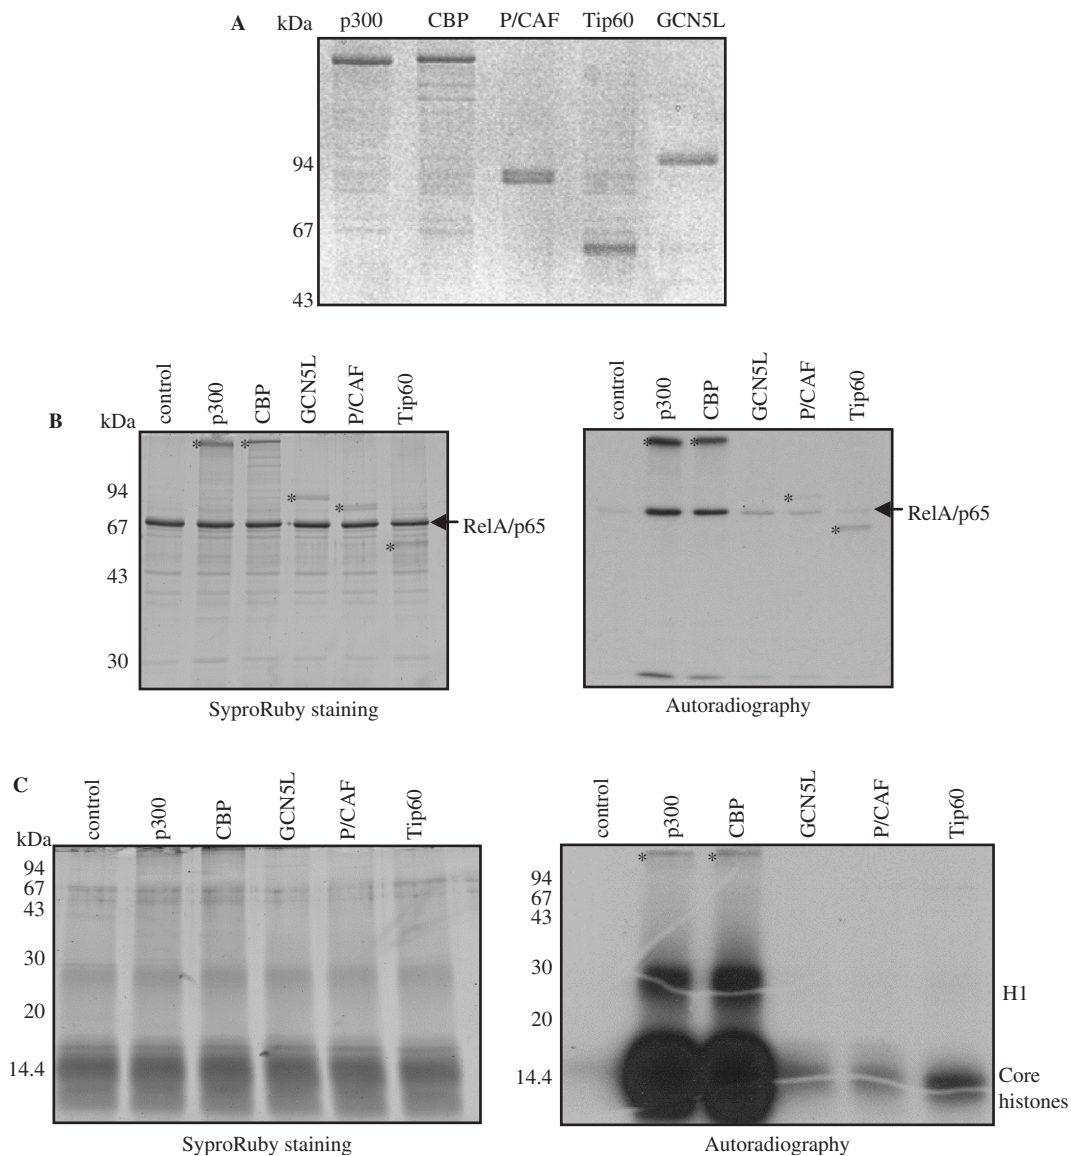 A kDa p300 CBP P/CAF Tip60 GCN5L
94
67
43
B kDa control p300 CBP GCN5L P/CAF Tip60
94
67
43
30
* * * * *
RelA/p65
SyproRuby staining
control p300 CBP GCN5L P/CAF Tip60
* * * *
RelA/p65
Autoradiography
C kDa control p300 CBP GCN5L P/CAF Tip60
94
67
43
30
20
14.4
SyproRuby staining
control p300 CBP GCN5L P/CAF Tip60
* *
94
67
43
30
20
14.4
H1
Core
histones
Autoradiography